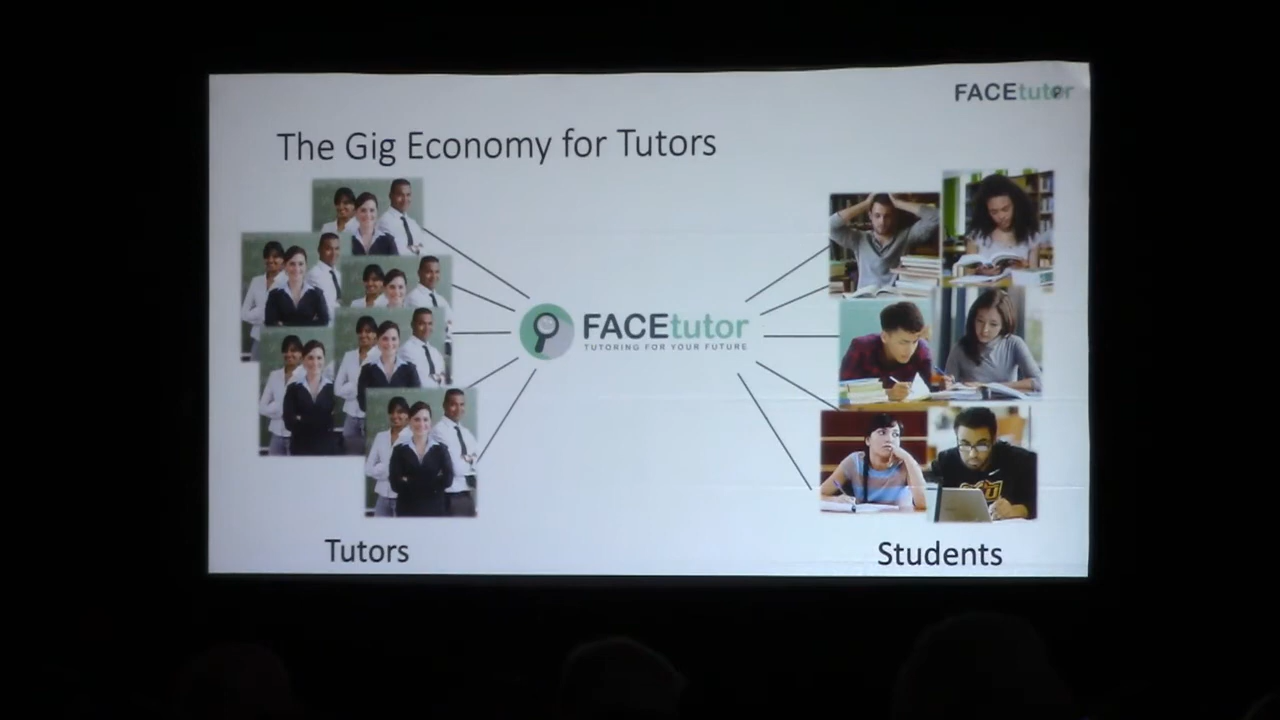 FACEtutor
The Gig Economy for Tutors
FACEtutor
TUTORING FOR YOUR FUTURE
Tutors
Students